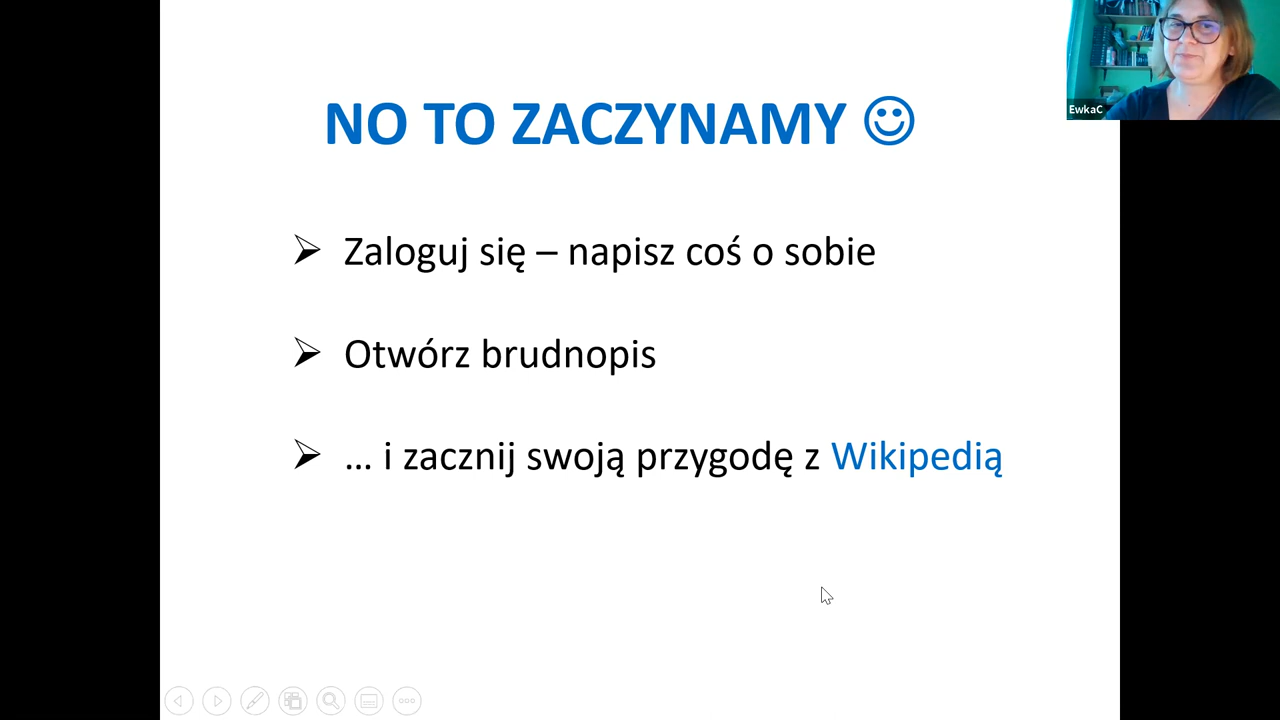 EwkaC
NO TO ZACZYNAMY ☺
Zaloguj się – napisz coś o sobie
Otwórz brudnopis
... i zacznij swoją przygodę z Wikipedią